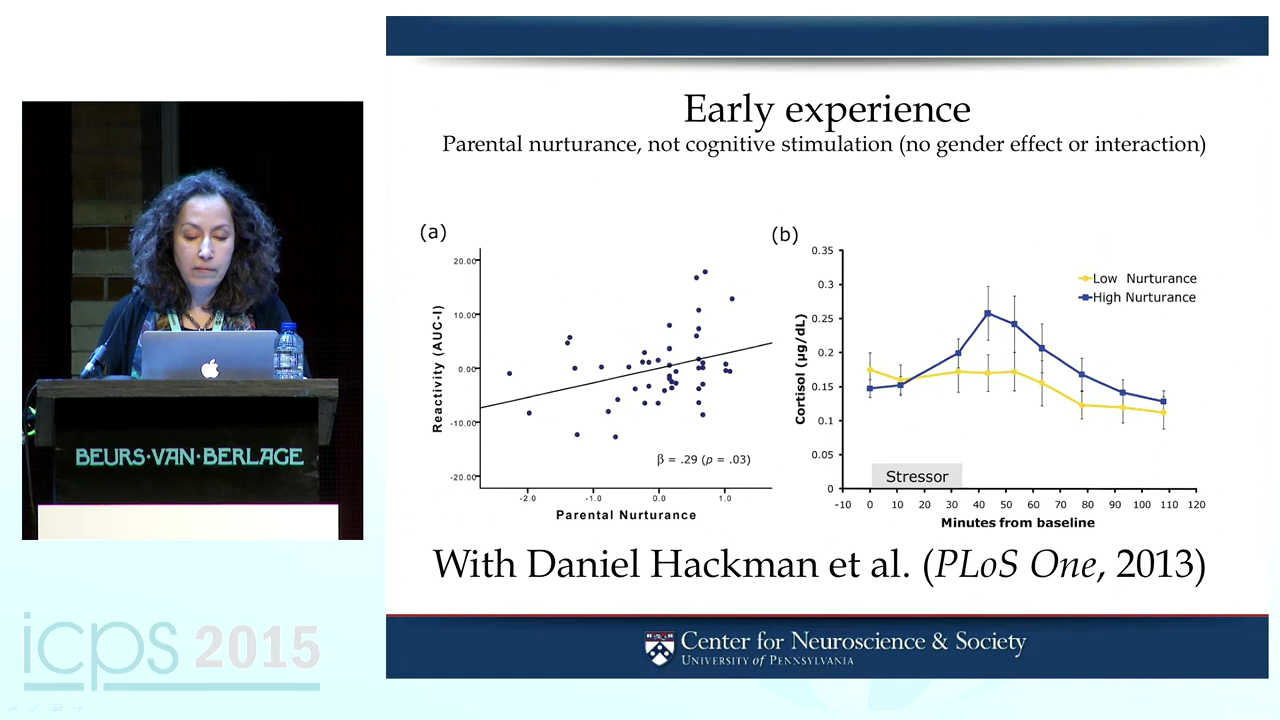 Early experience
Parental nurturance, not cognitive stimulation (no gender effect or interaction)
(a)
20.00
10.00
0.00
-10.00
-20.00
Reactivity (AUC-I)
β = .29 (p = .03)
-2.0 -1.0 0.0 1.0
Parental Nurturance
(b)
0.35
0.3
0.25
0.2
0.15
0.1
0.05
0
Cortisol (µg/dL)
Low Nurturance
High Nurturance
Stressor
-10 0 10 20 30 40 50 60 70 80 90 100 110 120
Minutes from baseline
With Daniel Hackman et al. (PLoS One, 2013)
Center for Neuroscience & Society
UNIVERSITY of PENNSYLVANIA
BEURS·VAN·BERLAGE
icps 2015